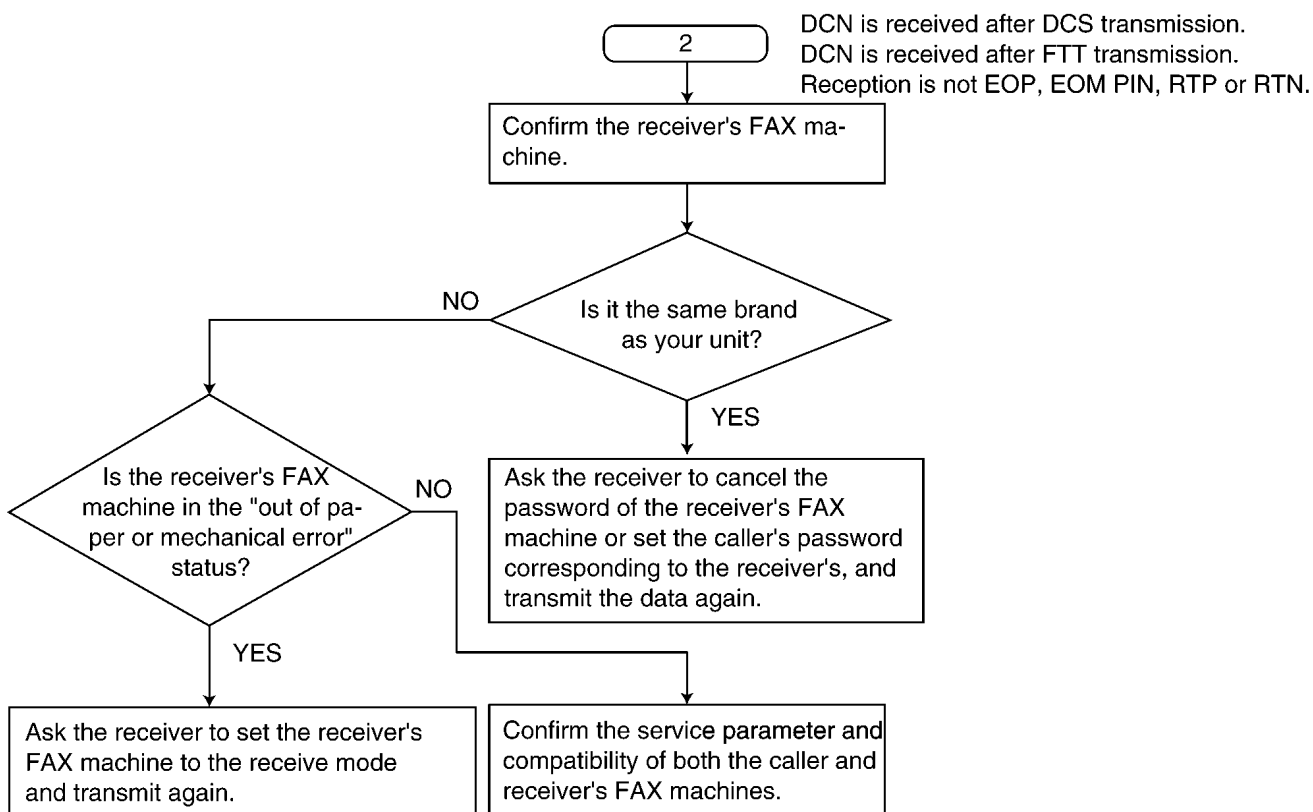 2
DCN is received after DCS transmission.
DCN is received after FTT transmission.
Reception is not EOP, EOM PIN, RTP or RTN.
Confirm the receiver's FAX ma-
chine.
Is it the same brand
as your unit?
NO
YES
Is the receiver's FAX
machine in the "out of pa-
per or mechanical error"
status?
NO
YES
Ask the receiver to cancel the
password of the receiver's FAX
machine or set the caller's password
corresponding to the receiver's, and
transmit the data again.
Ask the receiver to set the receiver's
FAX machine to the receive mode
and transmit again.
Confirm the service parameter and
compatibility of both the caller and
receiver's FAX machines.